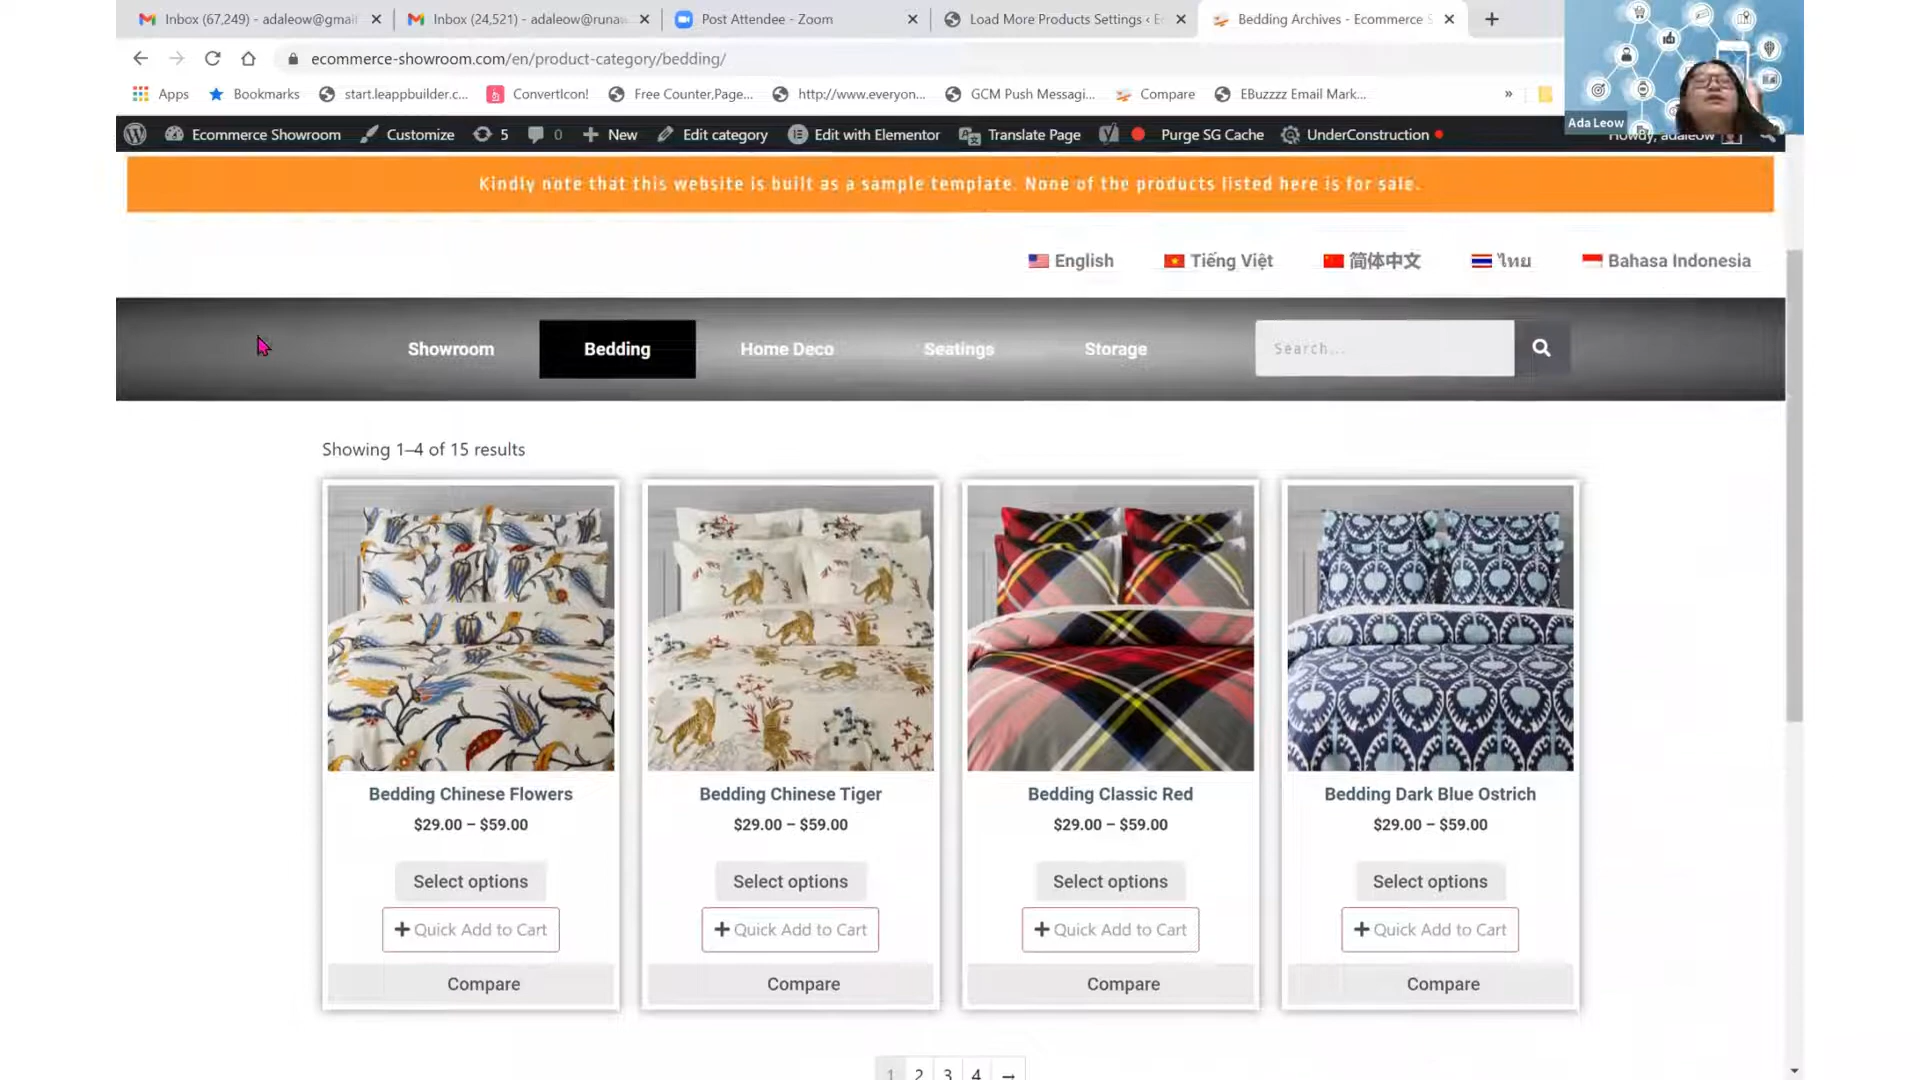 Inbox (67,249) - adaleow@gmail
Inbox (24,521) - adaleow@runaw
Post Attendee - Zoom
Load More Products Settings ‹ E
Bedding Archives - Ecommerce S
ecommerce-showroom.com/en/product-category/bedding/
Apps Bookmarks start.leappbuilder.c... ConvertIcon! Free Counter,Page... http://www.everyon... GCM Push Messagi... Compare EBuzzzz Email Mark... »
Ada Leow
Ecommerce Showroom Customize 5 0 New Edit category Edit with Elementor Translate Page Purge SG Cache UnderConstruction Howdy, adaleow
Kindly note that this website is built as a sample template. None of the products listed here is for sale.
English Tiếng Việt 简体中文 ไทย Bahasa Indonesia
Showroom Bedding Home Deco Seatings Storage Search...
Showing 1–4 of 15 results
Bedding Chinese Flowers Bedding Chinese Tiger Bedding Classic Red Bedding Dark Blue Ostrich
$29.00 – $59.00 $29.00 – $59.00 $29.00 – $59.00 $29.00 – $59.00
Select options Select options Select options Select options
Quick Add to Cart Quick Add to Cart Quick Add to Cart Quick Add to Cart
Compare Compare Compare Compare
1 2 3 4 →